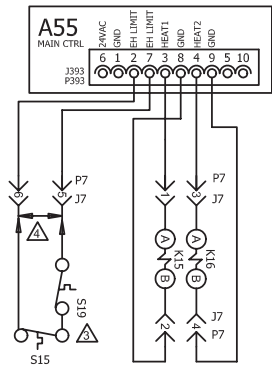 A55
MAIN CTRL
24VAC
GND
EH LIMIT
EH LIMIT
HEAT1
GND
HEAT2
GND
J393
P393
6 1 2 7 3 8 4 9 5 10
6
5
P7
J7
4
S19
3
S15
1
3
P7
J7
A
A
K15
K16
B
B
2
4
J7
P7